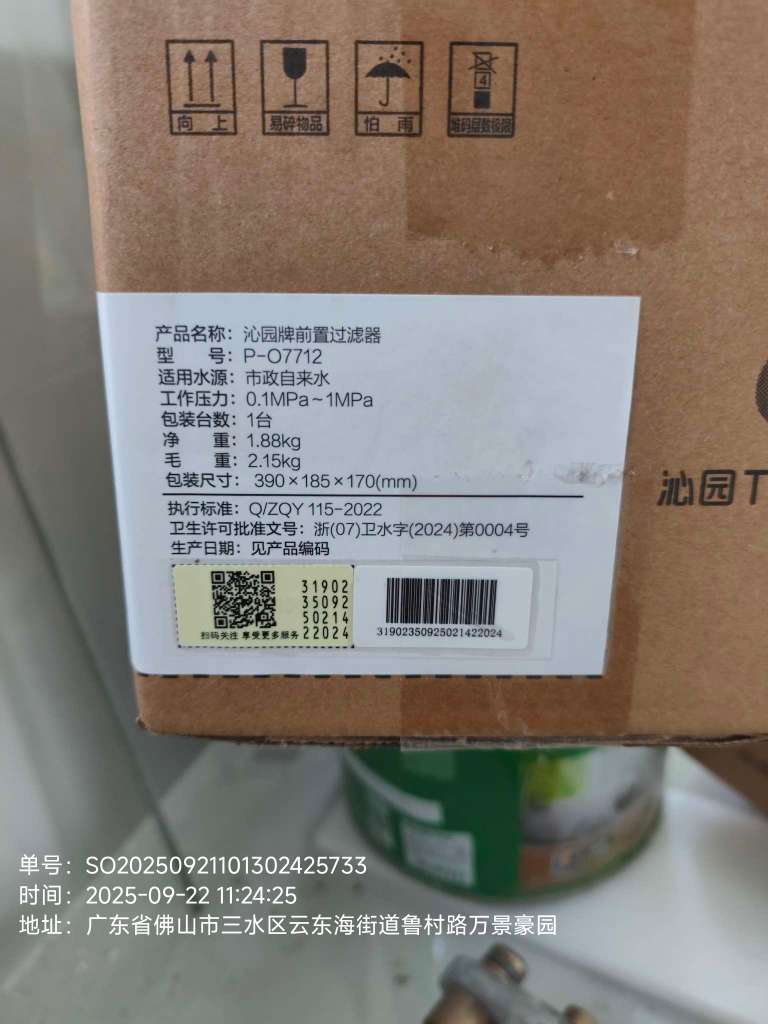 向 上
易碎物品
怕 雨
4
堆码层数极限
产品名称：沁园牌前置过滤器
型 号：P-O7712
适用水源：市政自来水
工作压力：0.1MPa~1MPa
包装台数：1台
净 重：1.88kg
毛 重：2.15kg
包装尺寸：390×185×170(mm)
沁园T
执行标准：Q/ZQY 115-2022
卫生许可批准文号：浙(07)卫水字(2024)第0004号
生产日期：见产品编码
31902
35092
50214
22024
扫码关注 享受更多服务
31902350925021422024
单号：SO202509211013024 25733
时间：2025-09-22 11:24:25
地址：广东省佛山市三水区云东海街道鲁村路万景豪园